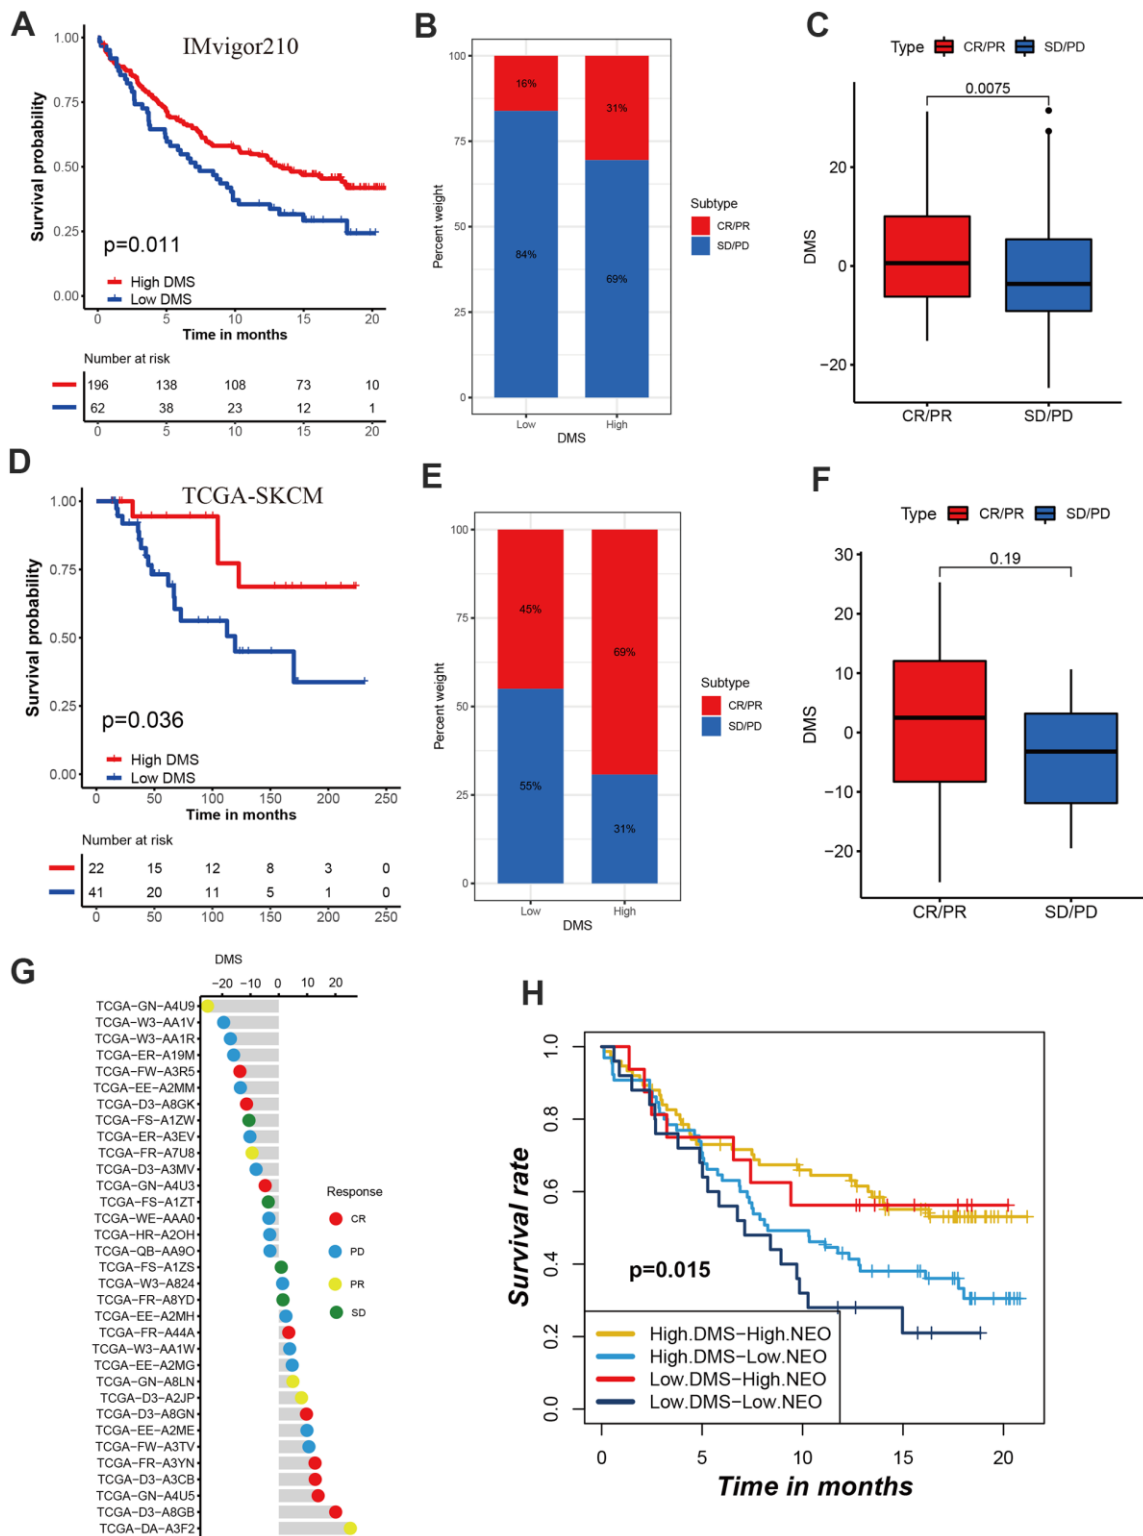 A
IMvigor210
Survival probability
1.00
0.75
0.50
0.25
0.00
p=0.011
High DMS
Low DMS
0 5 10 15 20
Time in months
Number at risk
196 138 108 73 10
62 38 23 12 1
0 5 10 15 20
B
Percent weight
100
75
50
25
0
16%
31%
84%
69%
Low High
DMS
Subtype
CR/PR
SD/PD
C
Type CR/PR SD/PD
0.0075
DMS
20
0
−20
CR/PR SD/PD
D
TCGA-SKCM
Survival probability
1.00
0.75
0.50
0.25
0.00
p=0.036
High DMS
Low DMS
0 50 100 150 200 250
Time in months
Number at risk
22 15 12 8 3 0
41 20 11 5 1 0
0 50 100 150 200 250
E
Percent weight
100
75
50
25
0
45%
69%
55%
31%
Low High
DMS
Subtype
CR/PR
SD/PD
F
Type CR/PR SD/PD
0.19
DMS
30
20
10
0
−10
−20
CR/PR SD/PD
G
DMS
−20 −10 0 10 20
TCGA−GN−A4U9
TCGA−W3−AA1V
TCGA−W3−AA1R
TCGA−ER−A19M
TCGA−FW−A3R5
TCGA−EE−A2MM
TCGA−D3−A8GK
TCGA−FS−A1ZW
TCGA−ER−A3EV
TCGA−FR−A7U8
TCGA−D3−A3MV
TCGA−GN−A4U3
TCGA−FS−A1ZT
TCGA−WE−AAA0
TCGA−HR−A2OH
TCGA−QB−AA9O
TCGA−FS−A1ZS
TCGA−W3−A824
TCGA−FR−A8YD
TCGA−EE−A2MH
TCGA−FR−A44A
TCGA−W3−AA1W
TCGA−EE−A2MG
TCGA−GN−A8LN
TCGA−D3−A2JP
TCGA−D3−A8GN
TCGA−EE−A2ME
TCGA−FW−A3TV
TCGA−FR−A3YN
TCGA−D3−A3CB
TCGA−GN−A4U5
TCGA−D3−A8GB
TCGA−DA−A3F2
Response
CR
PD
PR
SD
H
Survival rate
1.0
0.8
0.6
0.4
0.2
0.0
p=0.015
High.DMS−High.NEO
High.DMS−Low.NEO
Low.DMS−High.NEO
Low.DMS−Low.NEO
0 5 10 15 20
Time in months